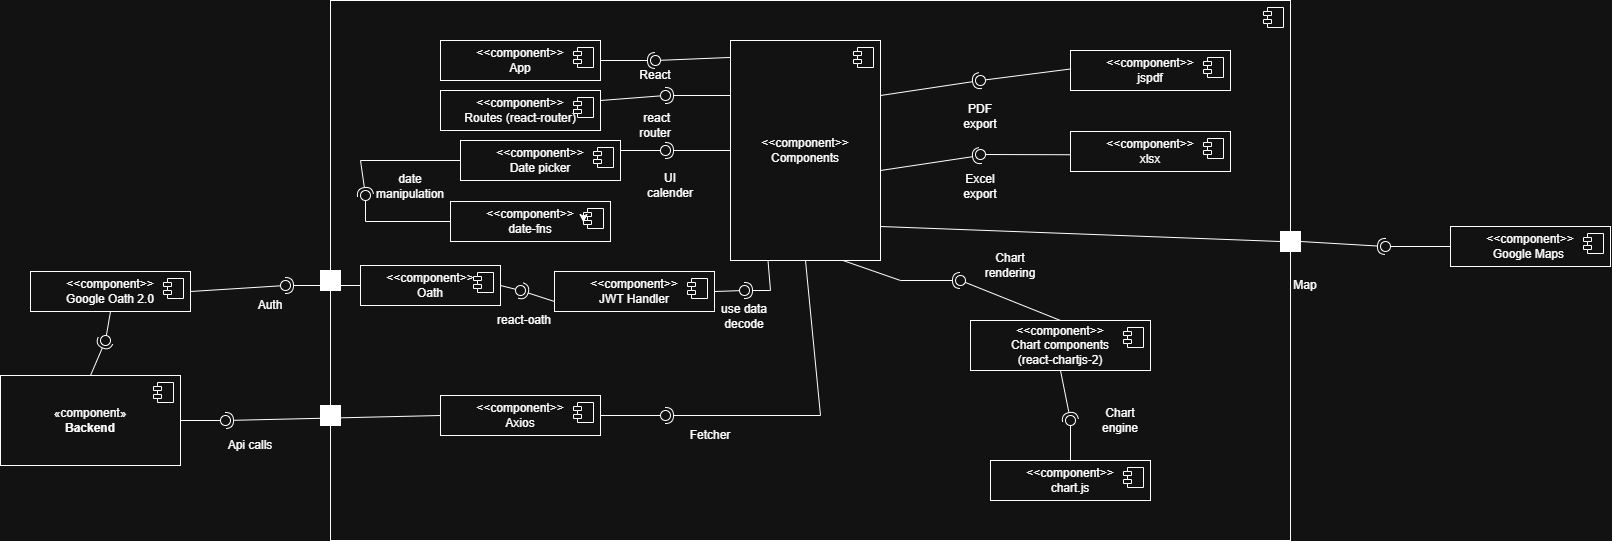 <<component>>
App
React
<<component>>
Routes (react-router)
react
router
<<component>>
Date picker
UI
calender
date
manipulation
<<component>>
date-fns
<<component>>
Components
<<component>>
jspdf
PDF
export
<<component>>
xlsx
Excel
export
<<component>>
Google Maps
Map
<<component>>
Google Oath 2.0
Auth
<<component>>
Oath
react-oath
<<component>>
JWT Handler
use data
decode
Chart
rendering
<<component>>
Chart components
(react-chartjs-2)
«component»
Backend
Api calls
<<component>>
Axios
Fetcher
Chart
engine
<<component>>
chart.js